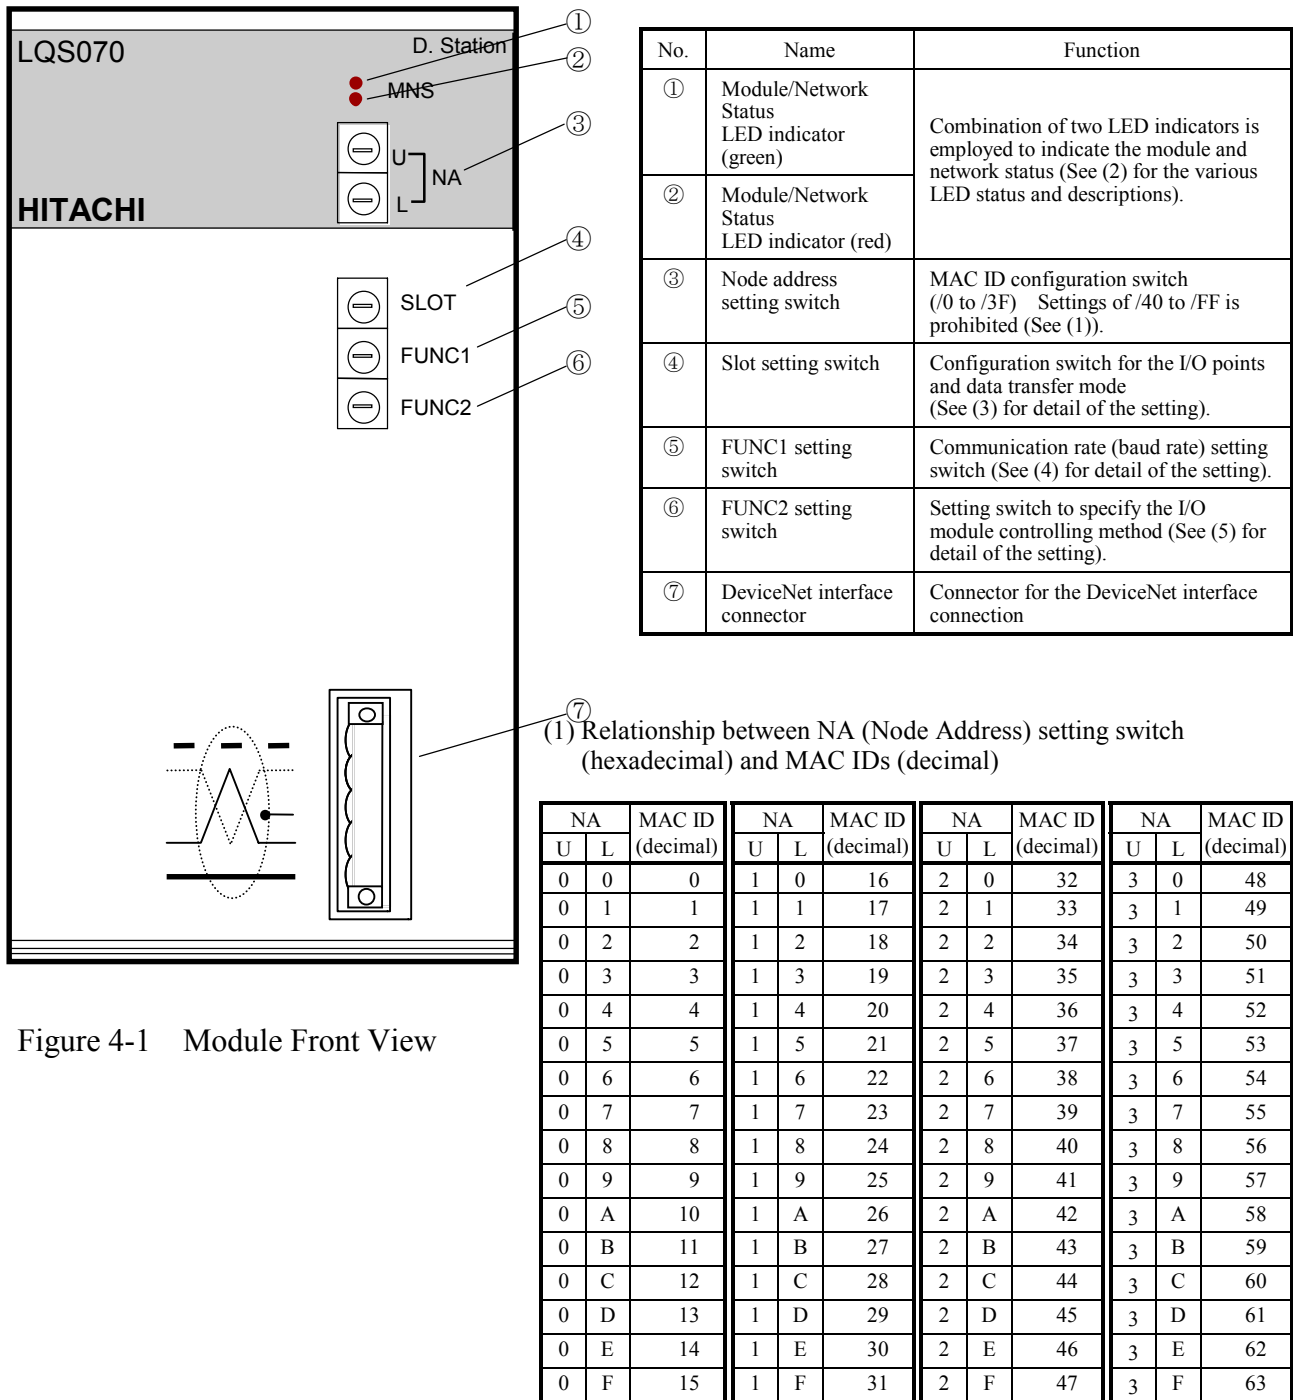 LQS070
D. Station
MNS
U
NA
L
HITACHI
SLOT
FUNC1
FUNC2
①
②
③
④
⑤
⑥
⑦
Figure 4-1 Module Front View
No. Name Function
① Module/Network
Status
LED indicator
(green)
Combination of two LED indicators is
employed to indicate the module and
network status (See (2) for the various
LED status and descriptions).
② Module/Network
Status
LED indicator (red)
③ Node address
setting switch
MAC ID configuration switch
(/0 to /3F) Settings of /40 to /FF is
prohibited (See (1)).
④ Slot setting switch
Configuration switch for the I/O points
and data transfer mode
(See (3) for detail of the setting).
⑤ FUNC1 setting
switch
Communication rate (baud rate) setting
switch (See (4) for detail of the setting).
⑥ FUNC2 setting
switch
Setting switch to specify the I/O
module controlling method (See (5) for
detail of the setting).
⑦ DeviceNet interface
connector
Connector for the DeviceNet interface
connection
(1) Relationship between NA (Node Address) setting switch
(hexadecimal) and MAC IDs (decimal)
NA MAC ID NA MAC ID NA MAC ID NA MAC ID
U L (decimal) U L (decimal) U L (decimal) U L (decimal)
0 0 0 1 0 16 2 0 32 3 0 48
0 1 1 1 1 17 2 1 33 3 1 49
0 2 2 1 2 18 2 2 34 3 2 50
0 3 3 1 3 19 2 3 35 3 3 51
0 4 4 1 4 20 2 4 36 3 4 52
0 5 5 1 5 21 2 5 37 3 5 53
0 6 6 1 6 22 2 6 38 3 6 54
0 7 7 1 7 23 2 7 39 3 7 55
0 8 8 1 8 24 2 8 40 3 8 56
0 9 9 1 9 25 2 9 41 3 9 57
0 A 10 1 A 26 2 A 42 3 A 58
0 B 11 1 B 27 2 B 43 3 B 59
0 C 12 1 C 28 2 C 44 3 C 60
0 D 13 1 D 29 2 D 45 3 D 61
0 E 14 1 E 30 2 E 46 3 E 62
0 F 15 1 F 31 2 F 47 3 F 63